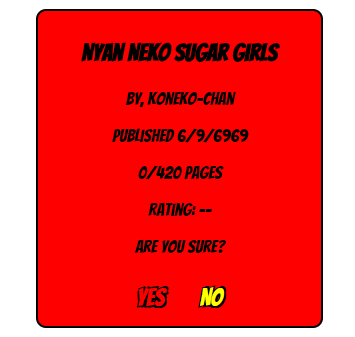 NYAN NEKO SUGAR GIRLS
BY, KONEKO-CHAN
PUBLISHED 6/9/6969
0/420 PAGES
RATING: --
ARE YOU SURE?
YES NO